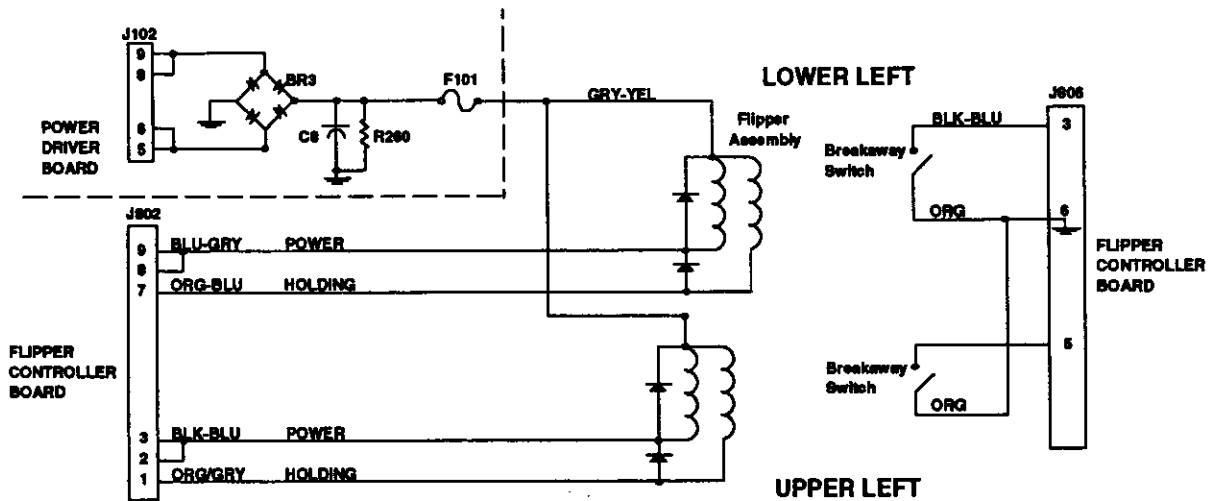 J102
9
8
6
5
POWER
DRIVER
BOARD
BR3
C8
R260
F101
GRY-YEL
LOWER LEFT
Flipper
Assembly
J906
BLK-BLU
3
Breakaway
Switch
ORG
6
FLIPPER
CONTROLLER
BOARD
5
Breakaway
Switch
ORG
J902
9
BLU-GRY POWER
8
7
ORG-BLU HOLDING
FLIPPER
CONTROLLER
BOARD
3
BLK-BLU POWER
2
1
ORG/GRY HOLDING
UPPER LEFT